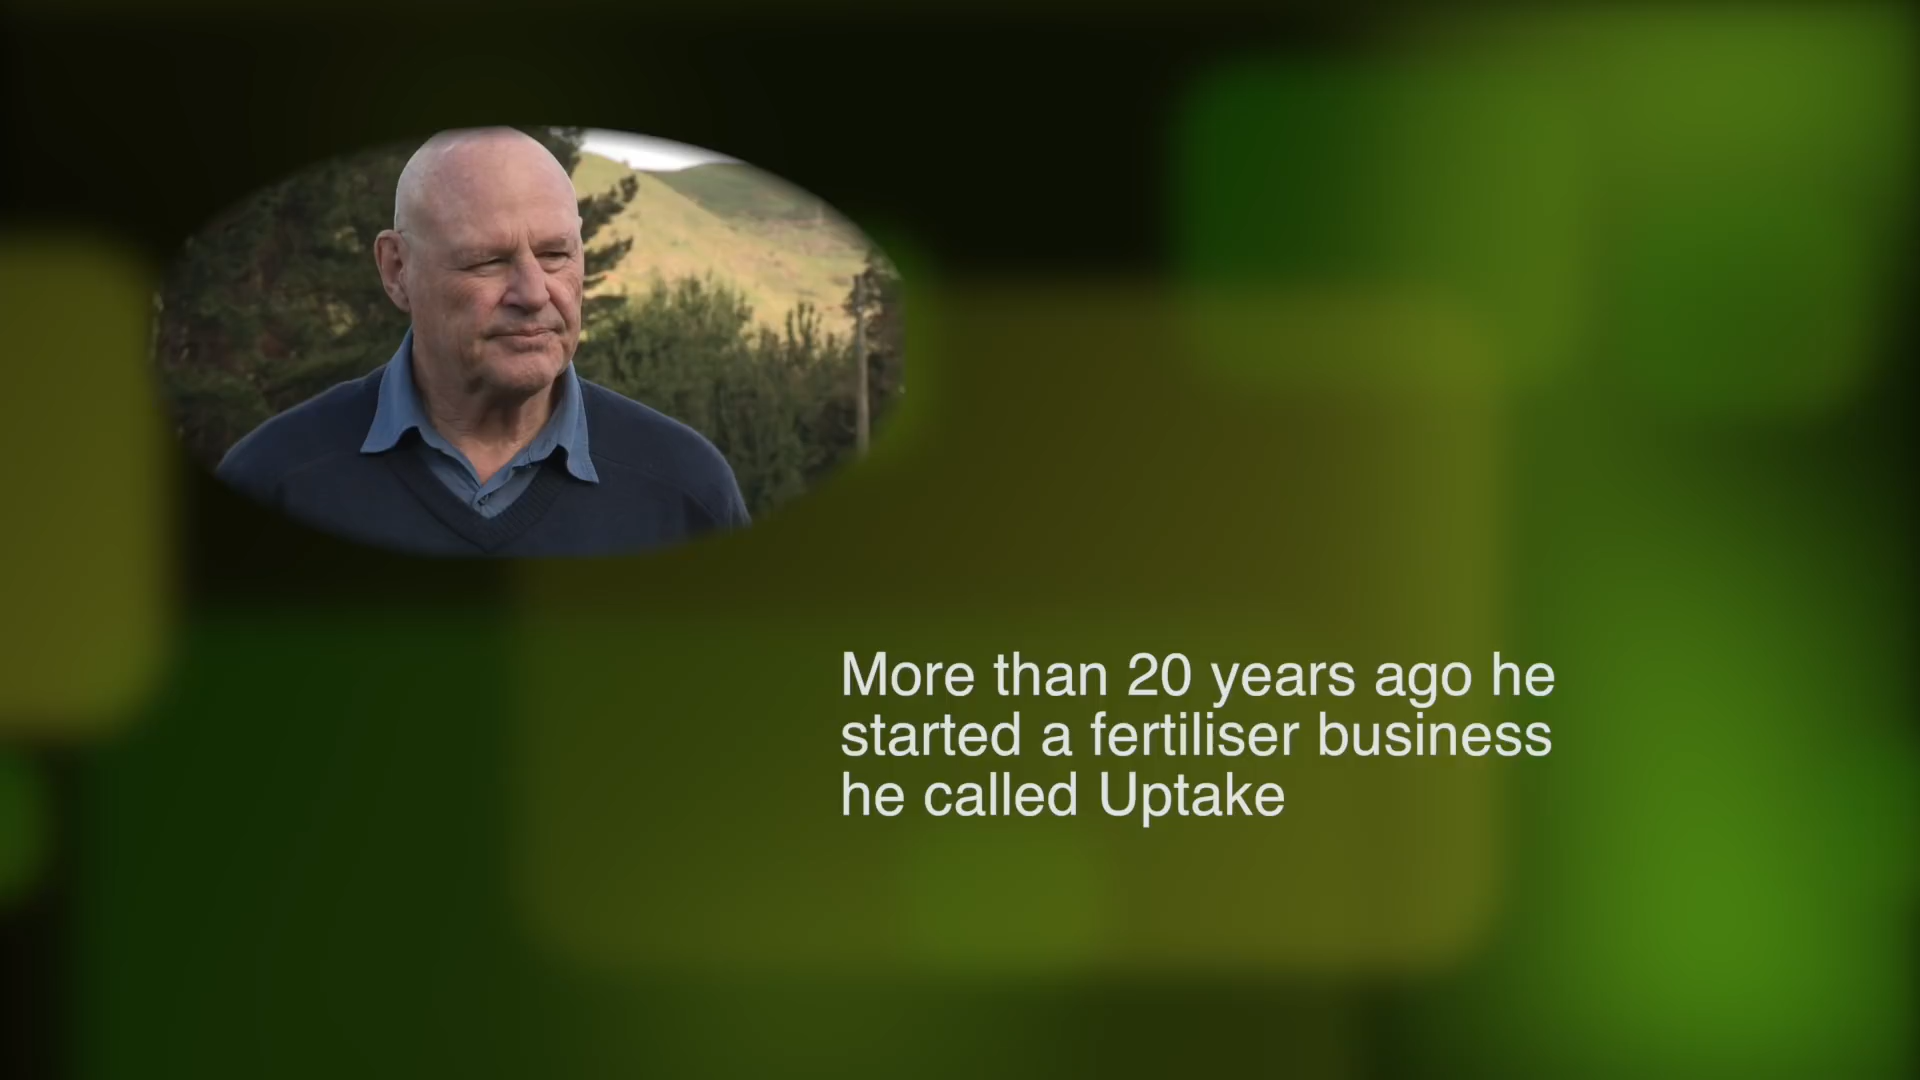 More than 20 years ago he
started a fertiliser business
he called Uptake